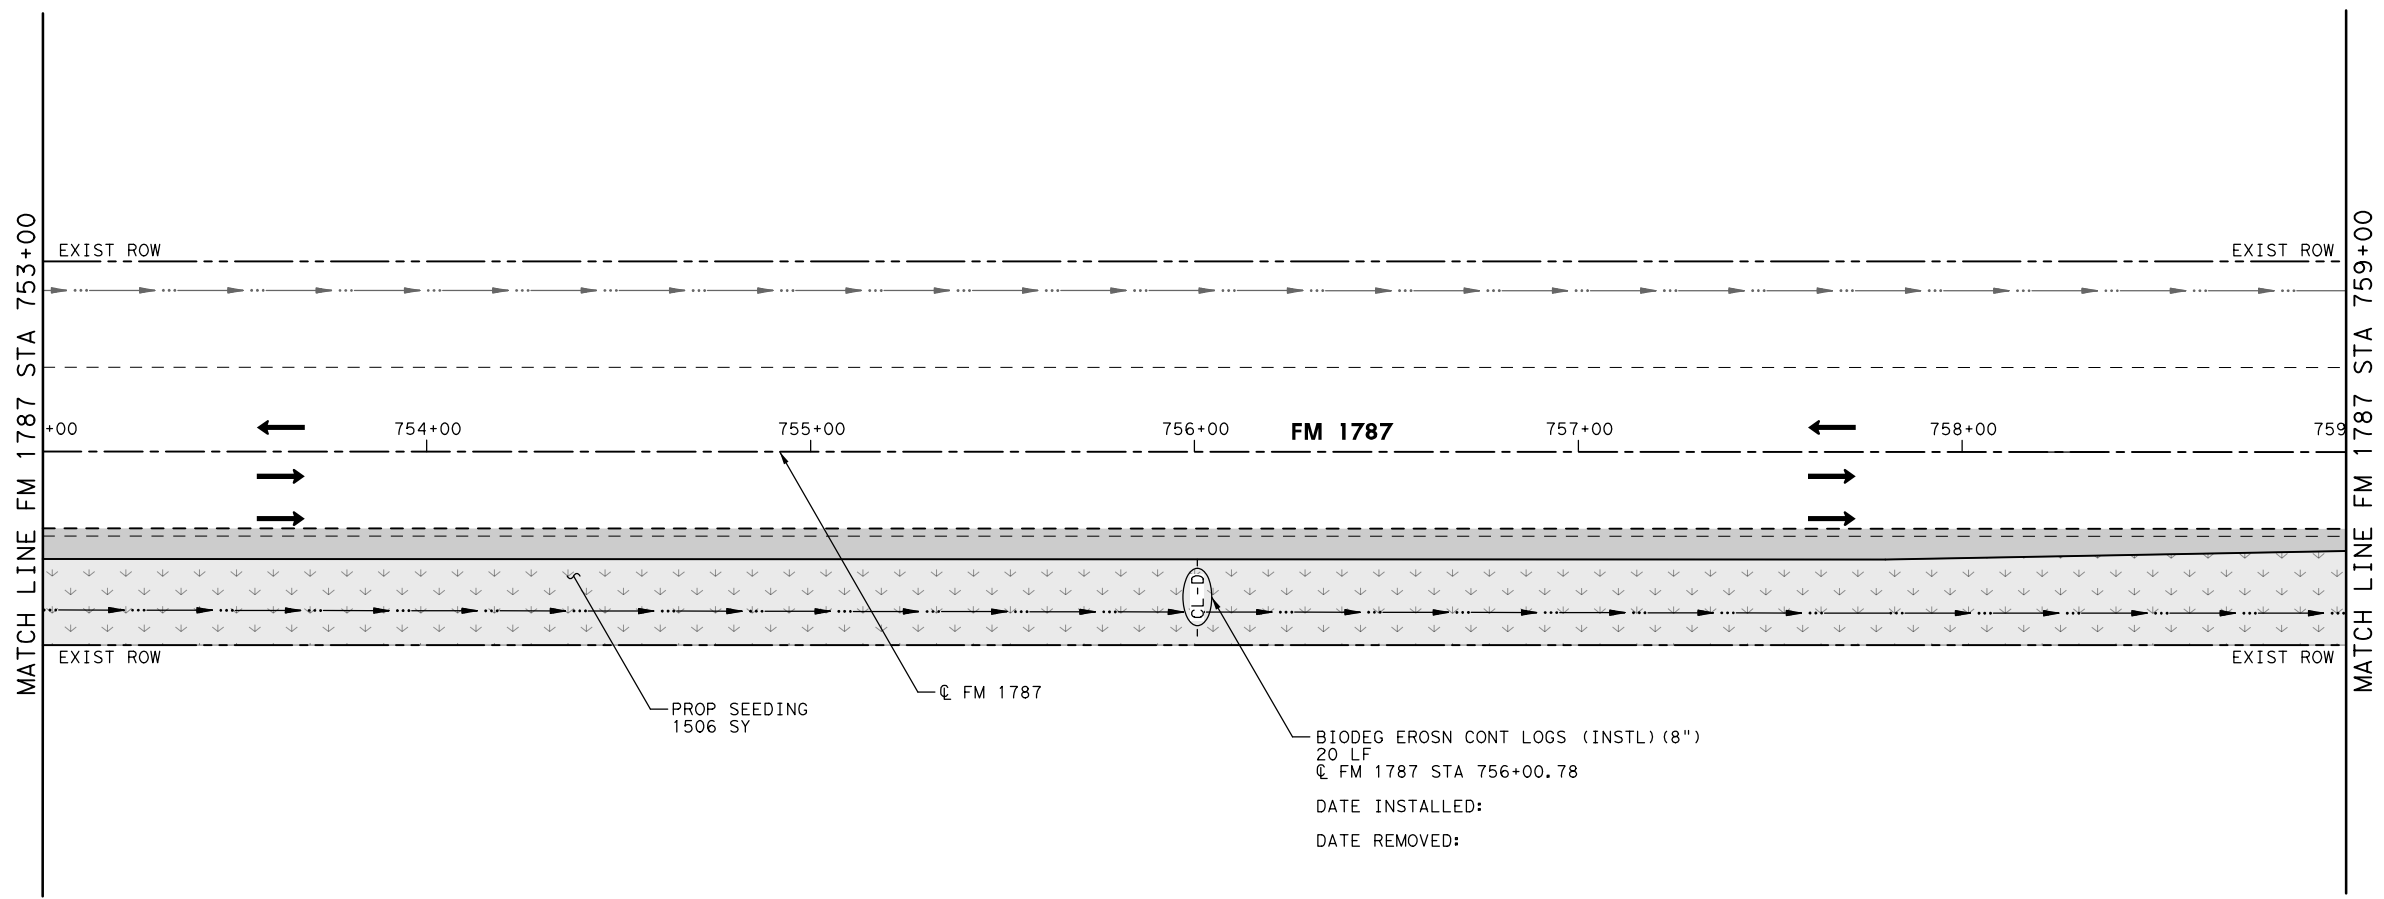 MATCH LINE FM 1787 STA 753+00
MATCH LINE FM 1787 STA 759+00
EXIST ROW
EXIST ROW
+00
754+00
755+00
756+00
FM 1787
757+00
758+00
759
CL-D
EXIST ROW
EXIST ROW
℄ FM 1787
PROP SEEDING
1506 SY
BIODEG EROSN CONT LOGS (INSTL)(8")
20 LF
℄ FM 1787 STA 756+00.78
DATE INSTALLED:
DATE REMOVED: